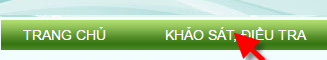 TRANG CHỦ KHẢO SÁT, ĐIỀU TRA